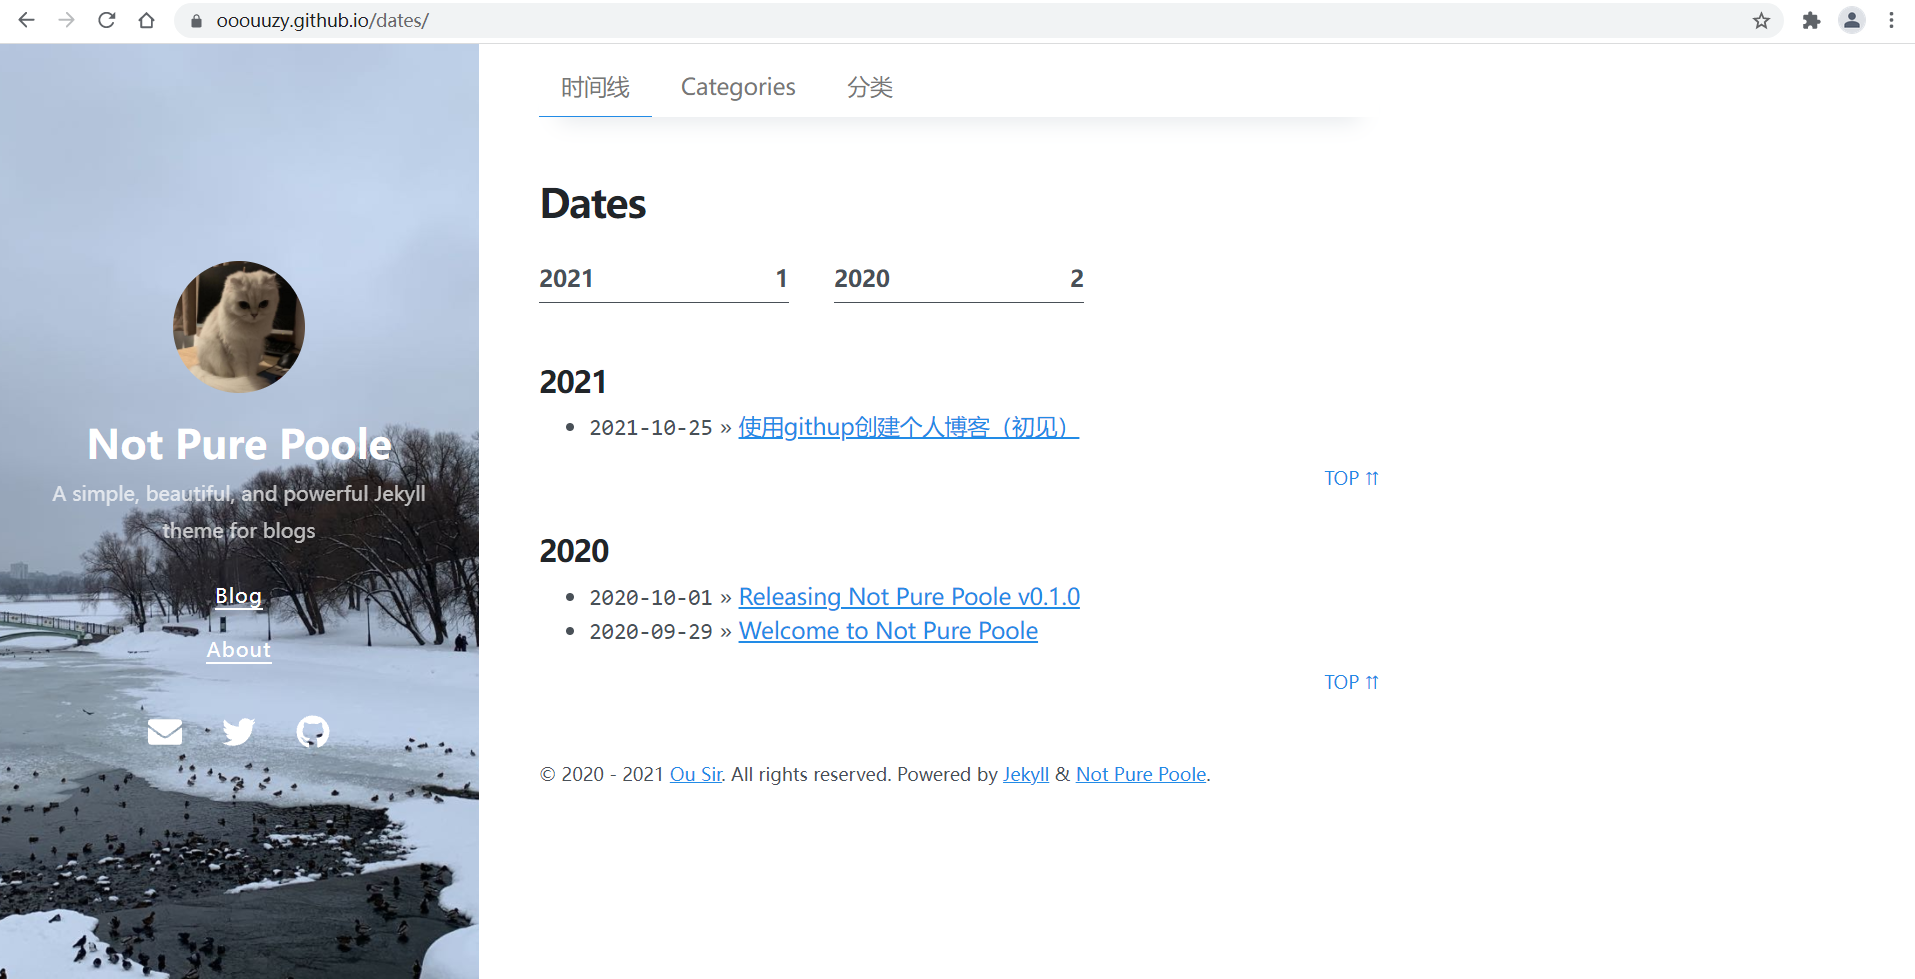 ooouuzy.github.io/dates/
时间线 Categories 分类
Not Pure Poole
A simple, beautiful, and powerful Jekyll
theme for blogs
Blog
About
Dates
2021 1 2020 2
2021
2021-10-25 » 使用githup创建个人博客（初见）
TOP ⇈
2020
2020-10-01 » Releasing Not Pure Poole v0.1.0
2020-09-29 » Welcome to Not Pure Poole
TOP ⇈
© 2020 - 2021 Ou Sir. All rights reserved. Powered by Jekyll & Not Pure Poole.